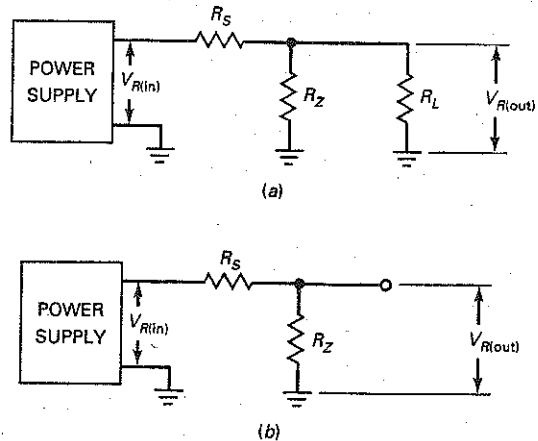 R_S
POWER
SUPPLY
V_R(in)
R_Z
R_L
V_R(out)
(a)
R_S
POWER
SUPPLY
V_R(in)
R_Z
V_R(out)
(b)